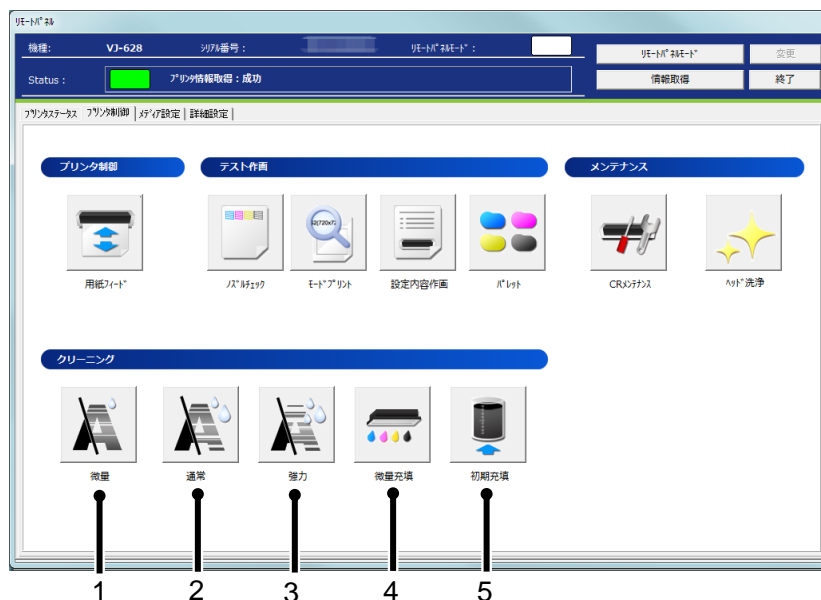 リモートパネル
機種: VJ-628 シリアル番号: リモートパネルモード: リモートパネルモード 変更
Status: プリンタ情報取得：成功 情報取得 終了
プリンタステータス プリンタ制御 メディア設定 詳細設定
プリンタ制御 テスト作画 メンテナンス
用紙フィード ノズルチェック モードプリント 設定内容作画 パレット CRメンテナンス ヘッド洗浄
クリーニング
微量 通常 強力 微量充填 初期充填
1 2 3 4 5